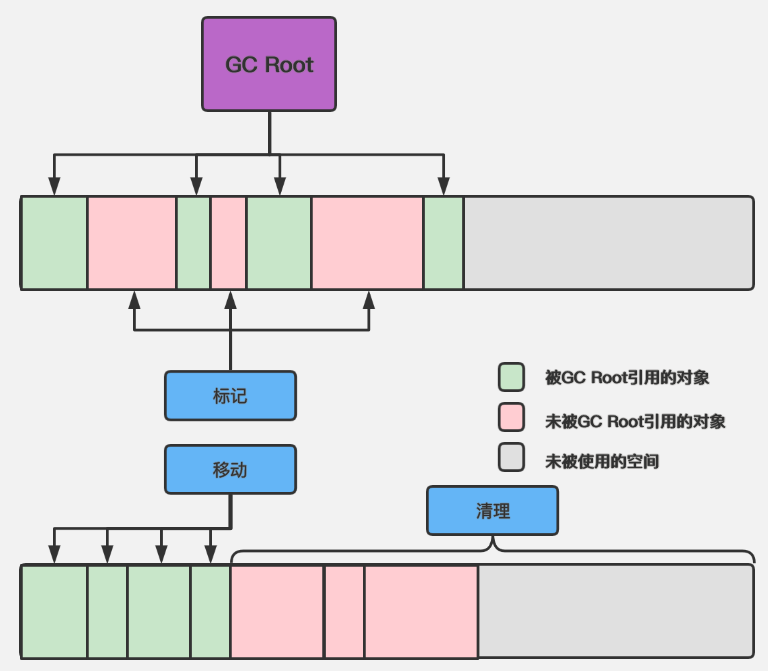 GC Root
标记
被GC Root引用的对象
未被GC Root引用的对象
未被使用的空间
移动
清理